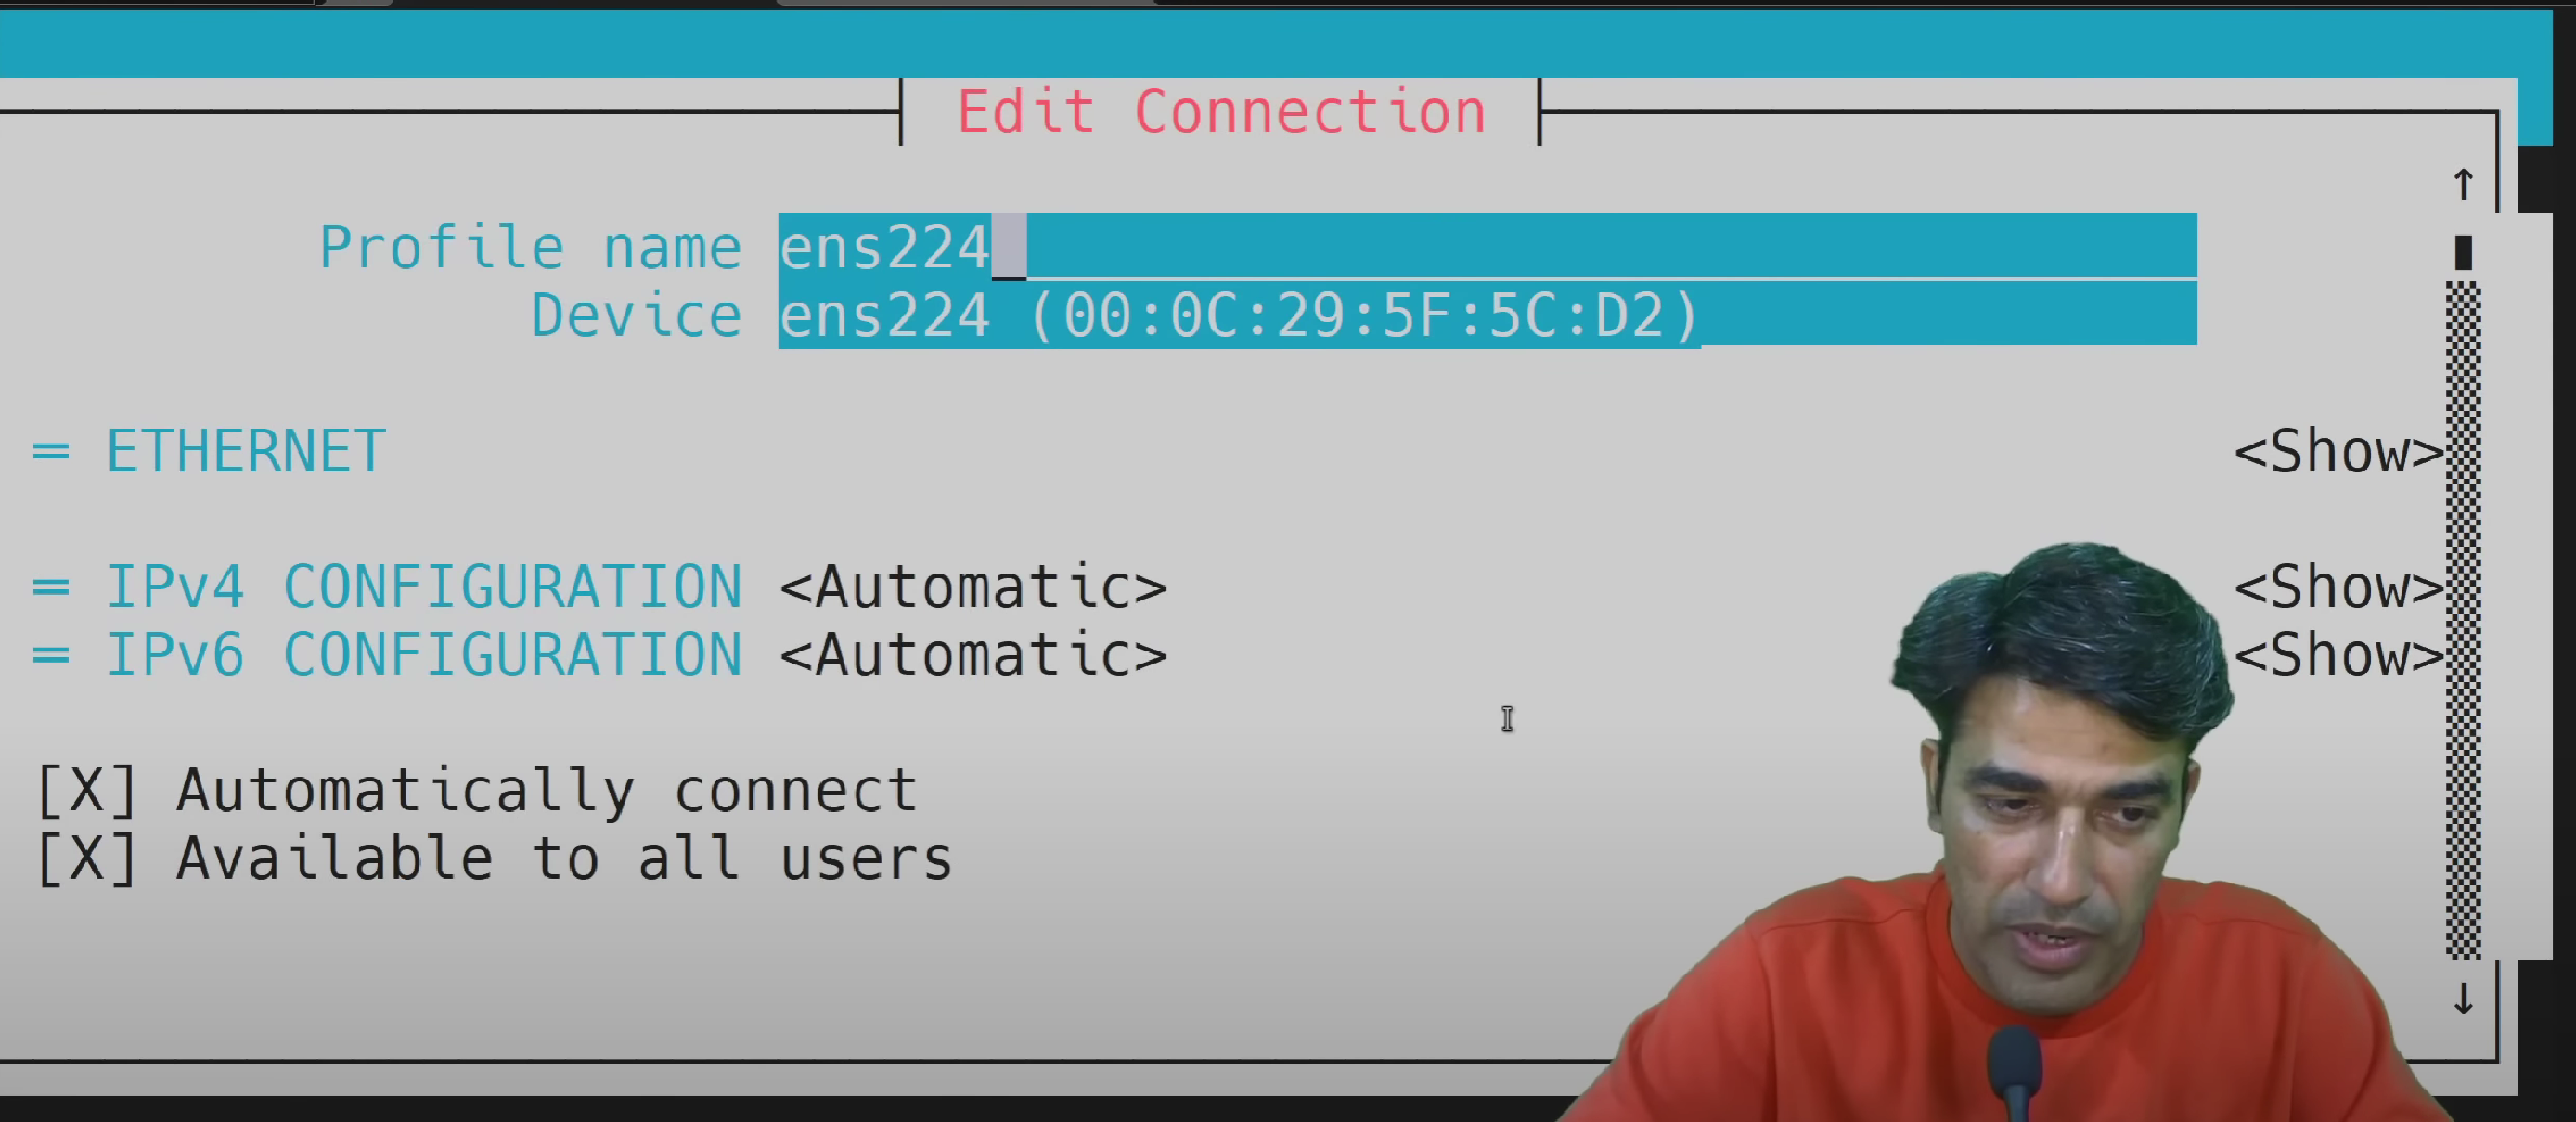 Edit Connection
Profile name ens224
Device ens224 (00:0C:29:5F:5C:D2)
= ETHERNET <Show>
= IPv4 CONFIGURATION <Automatic> <Show>
= IPv6 CONFIGURATION <Automatic> <Show>
[X] Automatically connect
[X] Available to all users